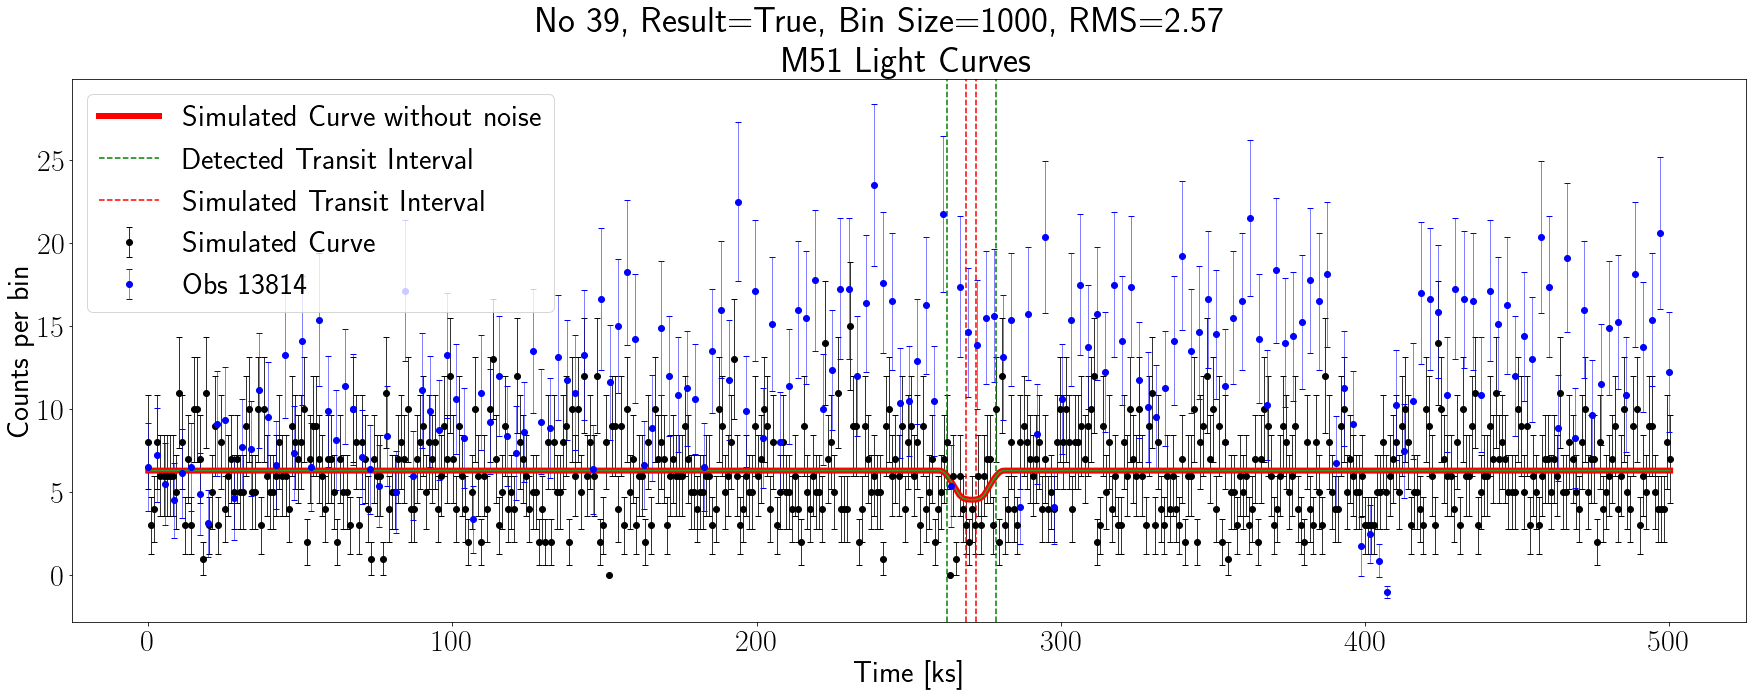 No 39, Result=True, Bin Size=1000, RMS=2.57
M51 Light Curves
Simulated Curve without noise
Detected Transit Interval
Simulated Transit Interval
Simulated Curve
Obs 13814
Counts per bin
25
20
15
10
5
0
0 100 200 300 400 500
Time [ks]